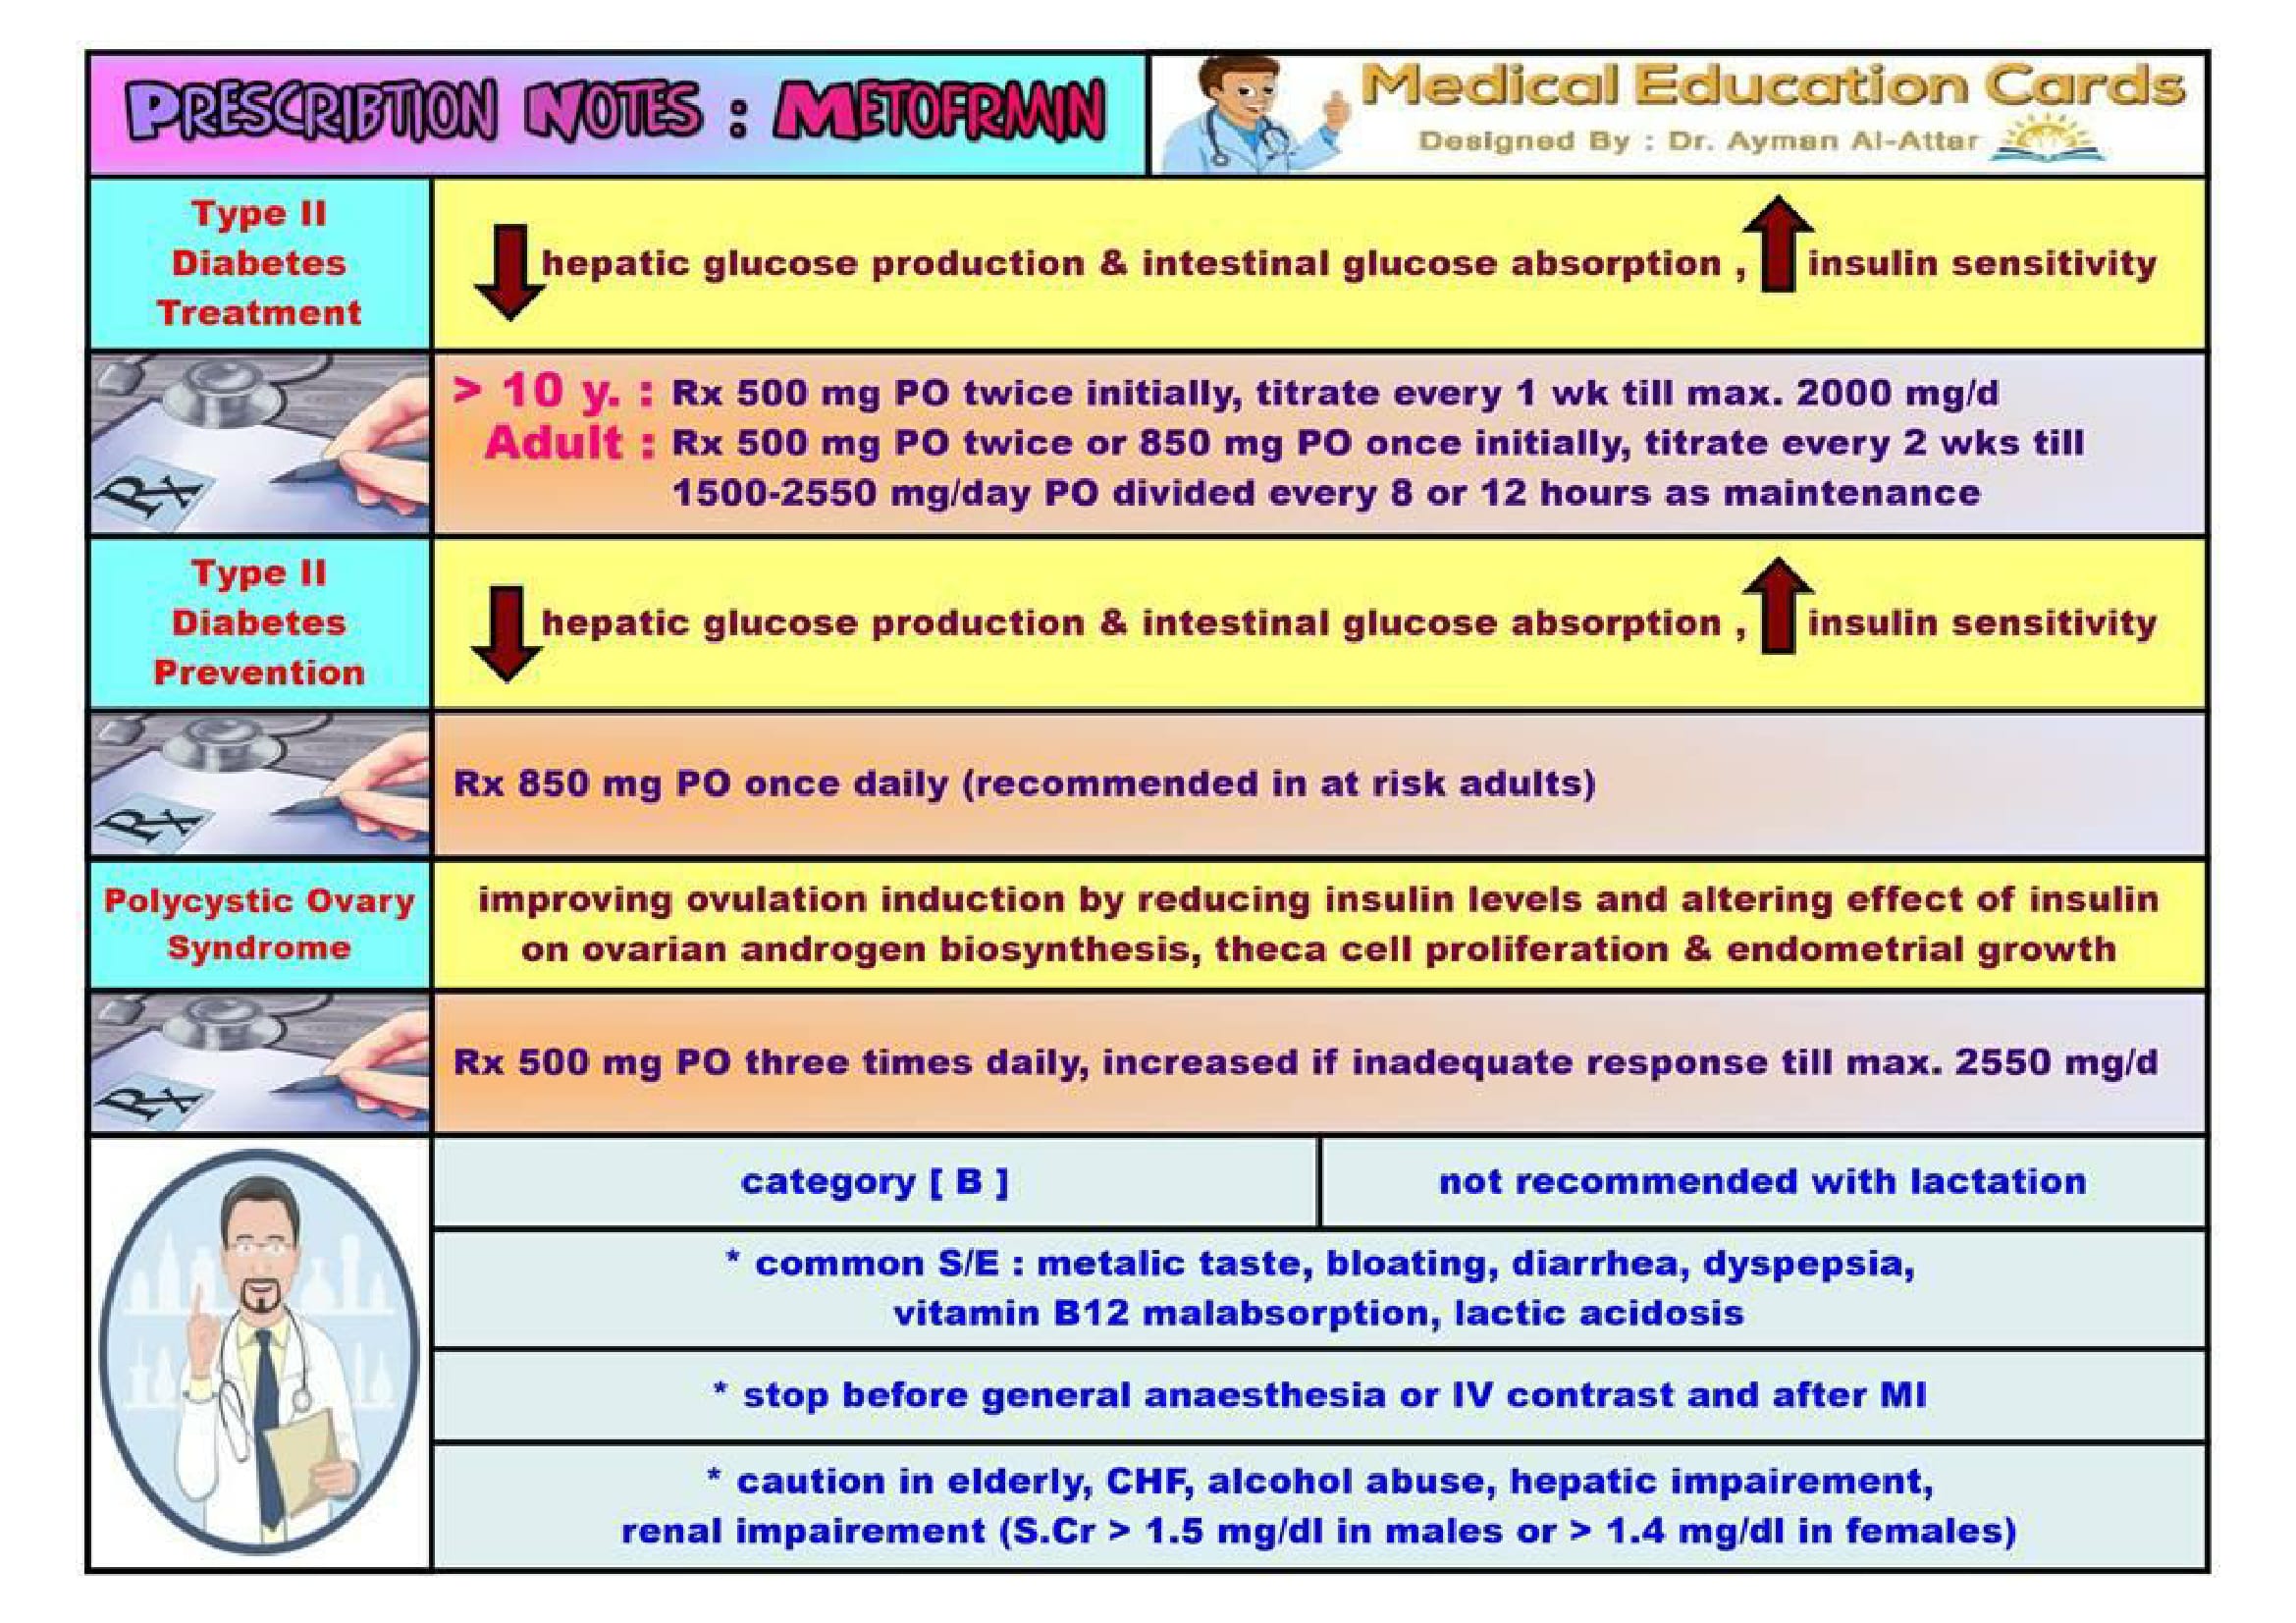 PRESCRIBTION NOTES : METOFRMIN
Medical Education Cards
Designed By : Dr. Ayman Al-Attar
Type II
Diabetes
Treatment
hepatic glucose production & intestinal glucose absorption , insulin sensitivity
> 10 y. : Rx 500 mg PO twice initially, titrate every 1 wk till max. 2000 mg/d
Adult : Rx 500 mg PO twice or 850 mg PO once initially, titrate every 2 wks till
1500-2550 mg/day PO divided every 8 or 12 hours as maintenance
Rx
Type II
Diabetes
Prevention
hepatic glucose production & intestinal glucose absorption , insulin sensitivity
Rx 850 mg PO once daily (recommended in at risk adults)
Rx
Polycystic Ovary
Syndrome
improving ovulation induction by reducing insulin levels and altering effect of insulin
on ovarian androgen biosynthesis, theca cell proliferation & endometrial growth
Rx 500 mg PO three times daily, increased if inadequate response till max. 2550 mg/d
Rx
category [ B ]
not recommended with lactation
* common S/E : metalic taste, bloating, diarrhea, dyspepsia,
vitamin B12 malabsorption, lactic acidosis
* stop before general anaesthesia or IV contrast and after MI
* caution in elderly, CHF, alcohol abuse, hepatic impairement,
renal impairement (S.Cr > 1.5 mg/dl in males or > 1.4 mg/dl in females)